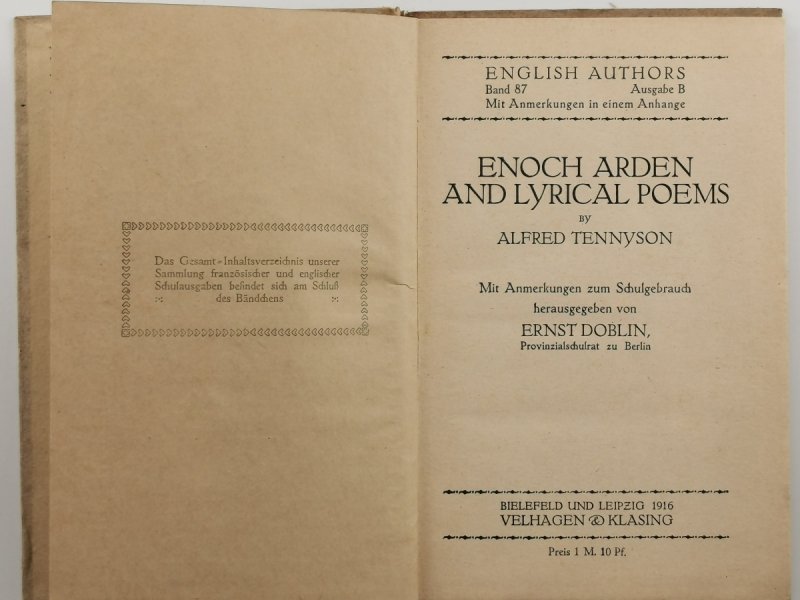 Das Gesamt-Inhaltsverzeichnis unserer
Sammlung französischer und englischer
Schulausgaben befindet sich am Schluß
des Bändchens
ENGLISH AUTHORS
Band 87 Ausgabe B
Mit Anmerkungen in einem Anhange
ENOCH ARDEN
AND LYRICAL POEMS
BY
ALFRED TENNYSON
Mit Anmerkungen zum Schulgebrauch
herausgegeben von
ERNST DOBLIN,
Provinzialschulrat zu Berlin
BIELEFELD UND LEIPZIG 1916
VELHAGEN & KLASING
Preis 1 M. 10 Pf.